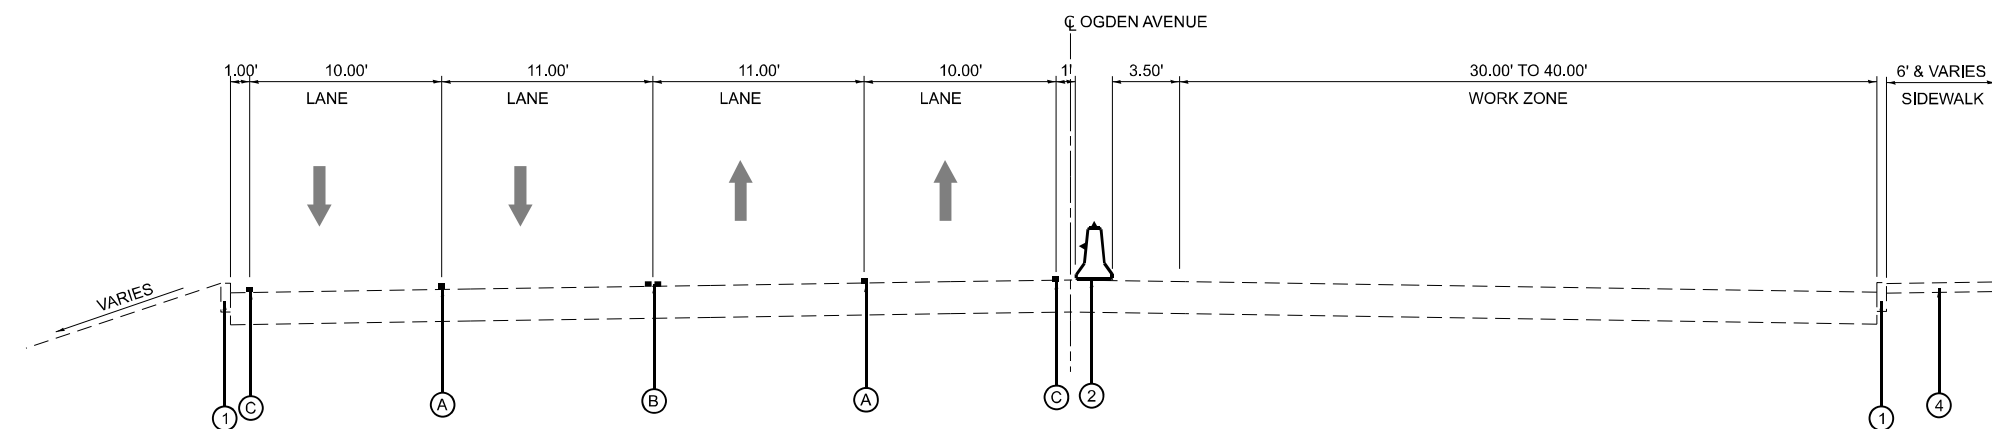 ℄ OGDEN AVENUE
1.00' 10.00' 11.00' 11.00' 10.00' 1' 3.50' 30.00' TO 40.00' 6' & VARIES
LANE LANE LANE LANE WORK ZONE SIDEWALK
VARIES
1 C A B A C 2 1 4